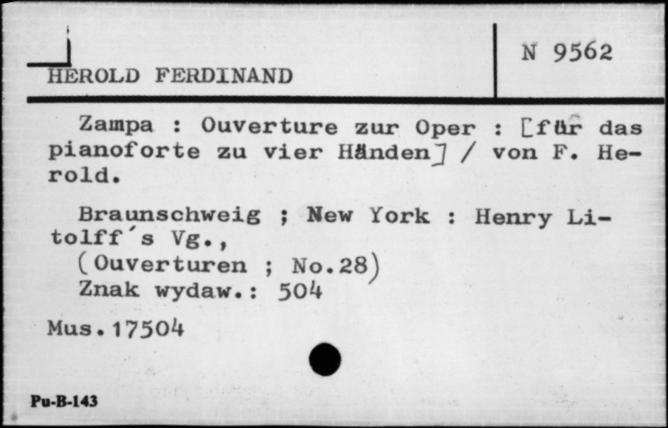 N 9562
HEROLD FERDINAND
Zampa : Ouverture zur Oper : [für das
pianoforte zu vier Händen] / von F. He-
rold.
Braunschweig ; New York : Henry Li-
tolff´s Vg.,
(Ouverturen ; No.28)
Znak wydaw.: 504
Mus.17504
Pu-B-143